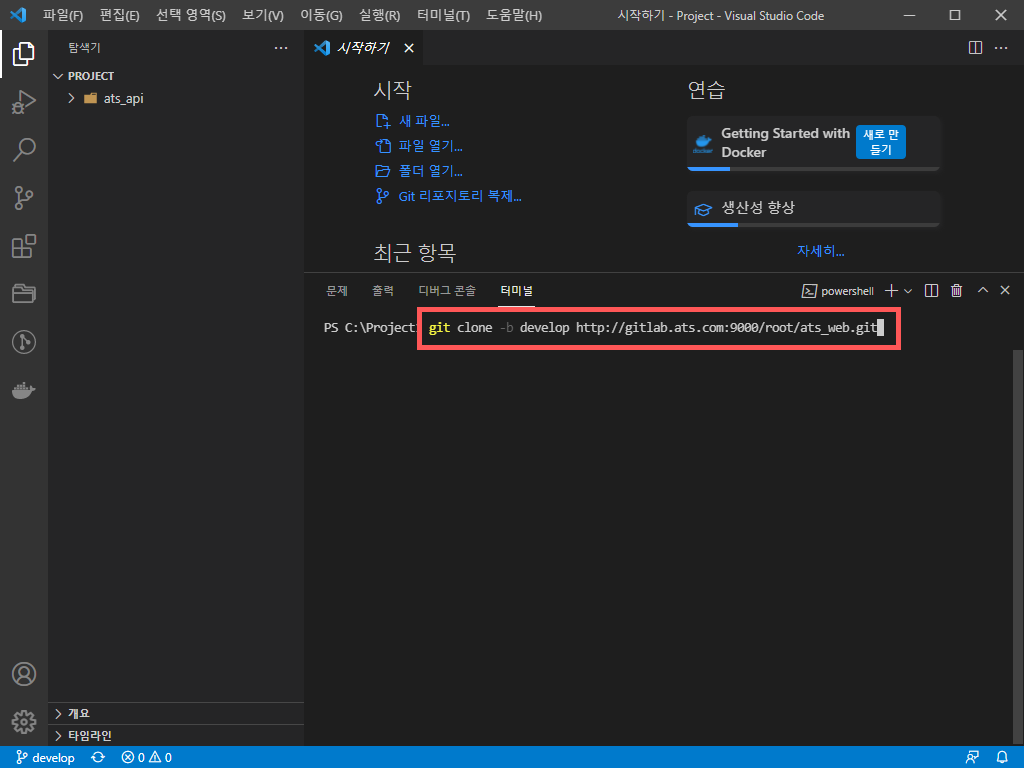 파일(F) 편집(E) 선택 영역(S) 보기(V) 이동(G) 실행(R) 터미널(T) 도움말(H) 시작하기 - Project - Visual Studio Code
탐색기
시작하기
PROJECT
ats_api
시작
새 파일...
파일 열기...
폴더 열기...
Git 리포지토리 복제...
최근 항목
연습
Getting Started with
Docker
새로 만
들기
docker
생산성 향상
자세히...
문제 출력 디버그 콘솔 터미널 powershell
PS C:\Project git clone -b develop http://gitlab.ats.com:9000/root/ats_web.git
개요
타임라인
develop 0 0